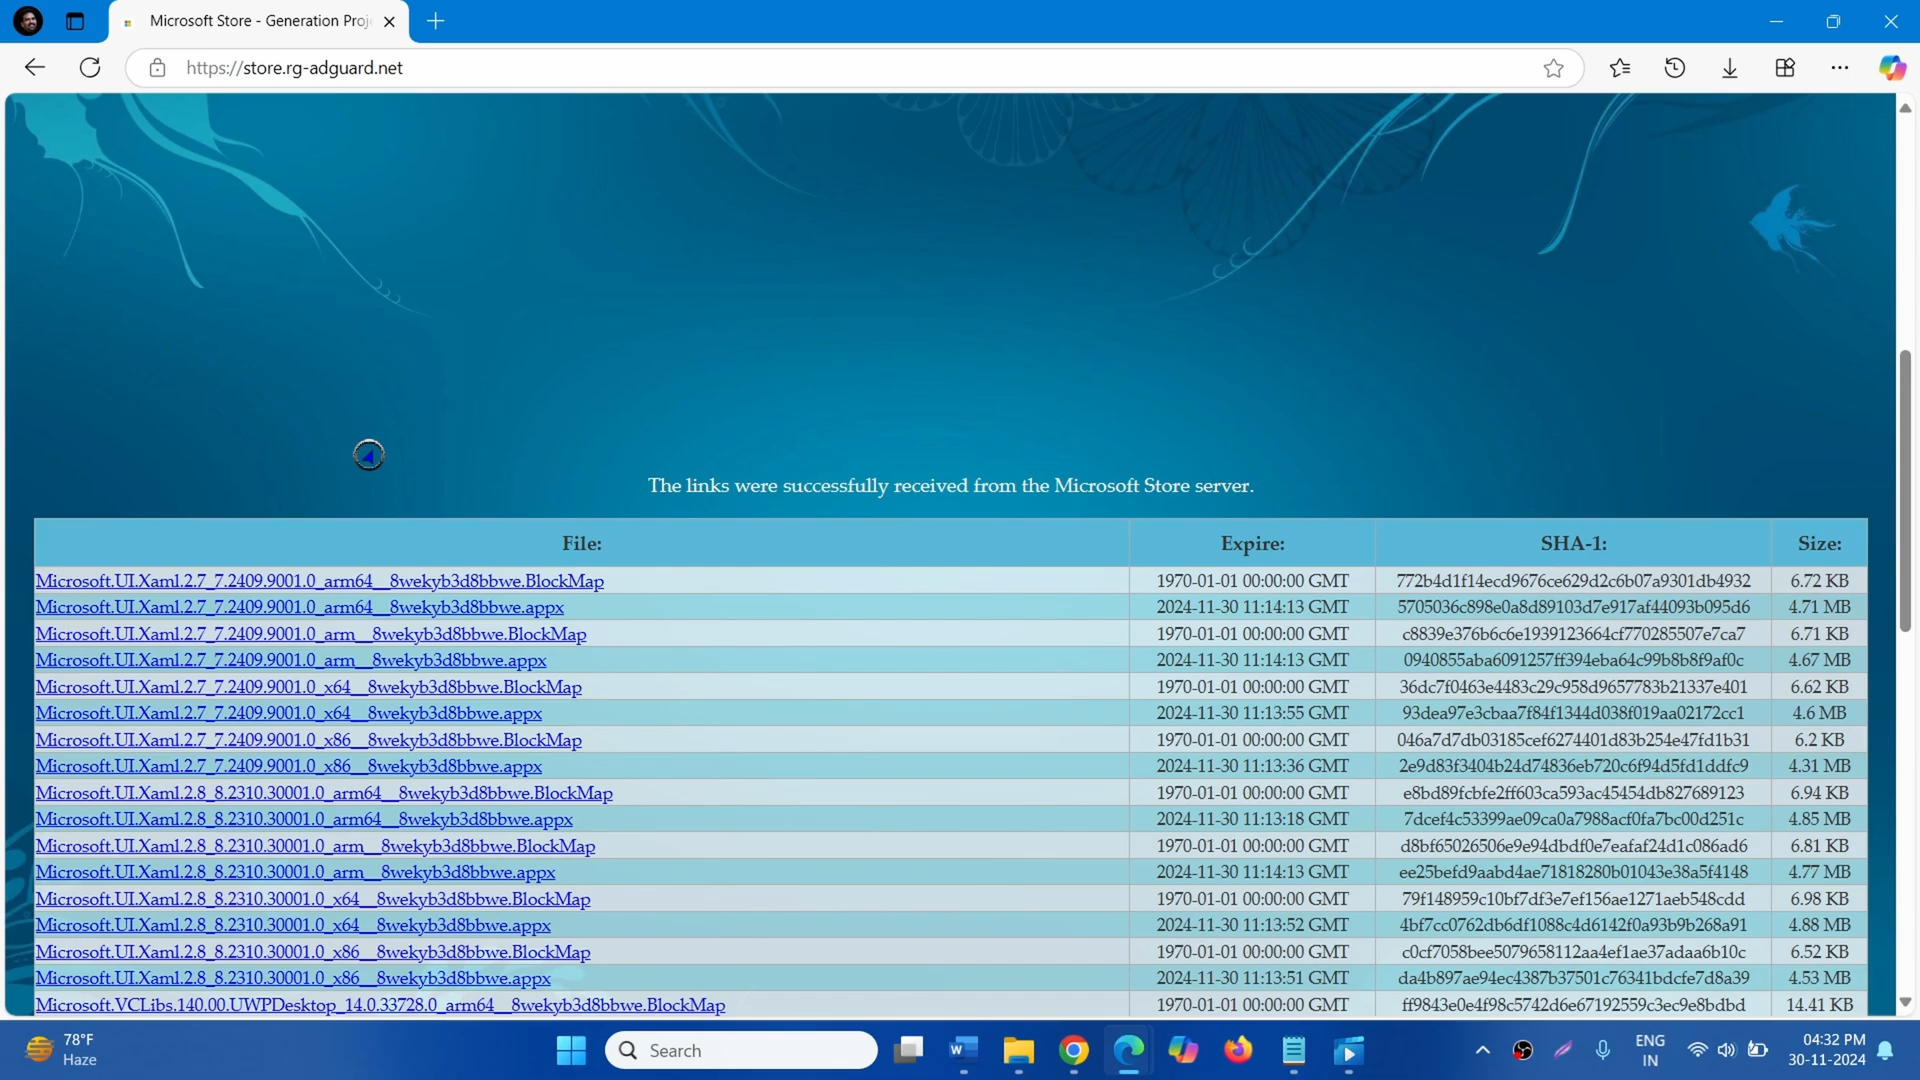 Microsoft Store - Generation Proj
https://store.rg-adguard.net
The links were successfully received from the Microsoft Store server.
File: Expire: SHA-1: Size:
Microsoft.UI.Xaml.2.7_7.2409.9001.0_arm64__8wekyb3d8bbwe.BlockMap 1970-01-01 00:00:00 GMT 772b4d1f14ecd9676ce629d2c6b07a9301db4932 6.72 KB
Microsoft.UI.Xaml.2.7_7.2409.9001.0_arm64__8wekyb3d8bbwe.appx 2024-11-30 11:14:13 GMT 5705036c898e0a8d89103d7e917af44093b095d6 4.71 MB
Microsoft.UI.Xaml.2.7_7.2409.9001.0_arm__8wekyb3d8bbwe.BlockMap 1970-01-01 00:00:00 GMT c8839e376b6c6e1939123664cf770285507e7ca7 6.71 KB
Microsoft.UI.Xaml.2.7_7.2409.9001.0_arm__8wekyb3d8bbwe.appx 2024-11-30 11:14:13 GMT 0940855aba6091257ff394eba64c99b8b8f9af0c 4.67 MB
Microsoft.UI.Xaml.2.7_7.2409.9001.0_x64__8wekyb3d8bbwe.BlockMap 1970-01-01 00:00:00 GMT 36dc7f0463e4483c29c958d9657783b21337e401 6.62 KB
Microsoft.UI.Xaml.2.7_7.2409.9001.0_x64__8wekyb3d8bbwe.appx 2024-11-30 11:13:55 GMT 93dea97e3cbaa7f84f1344d038f019aa02172cc1 4.6 MB
Microsoft.UI.Xaml.2.7_7.2409.9001.0_x86__8wekyb3d8bbwe.BlockMap 1970-01-01 00:00:00 GMT 046a7d7db03185cef6274401d83b254e47fd1b31 6.2 KB
Microsoft.UI.Xaml.2.7_7.2409.9001.0_x86__8wekyb3d8bbwe.appx 2024-11-30 11:13:36 GMT 2e9d83f3404b24d74836eb720c6f94d5fd1ddfc9 4.31 MB
Microsoft.UI.Xaml.2.8_8.2310.30001.0_arm64__8wekyb3d8bbwe.BlockMap 1970-01-01 00:00:00 GMT e8bd89fcbfe2ff603ca593ac45454db827689123 6.94 KB
Microsoft.UI.Xaml.2.8_8.2310.30001.0_arm64__8wekyb3d8bbwe.appx 2024-11-30 11:13:18 GMT 7dcef4c53399ae09ca0a7988acf0fa7bc00d251c 4.85 MB
Microsoft.UI.Xaml.2.8_8.2310.30001.0_arm__8wekyb3d8bbwe.BlockMap 1970-01-01 00:00:00 GMT d8bf65026506e9e94dbdf0e7eafaf24d1c086ad6 6.81 KB
Microsoft.UI.Xaml.2.8_8.2310.30001.0_arm__8wekyb3d8bbwe.appx 2024-11-30 11:14:13 GMT ee25befd9aabd4ae71818280b01043e38a5f4148 4.77 MB
Microsoft.UI.Xaml.2.8_8.2310.30001.0_x64__8wekyb3d8bbwe.BlockMap 1970-01-01 00:00:00 GMT 79f148959c10bf7df3e7ef156ae1271aeb548cdd 6.98 KB
Microsoft.UI.Xaml.2.8_8.2310.30001.0_x64__8wekyb3d8bbwe.appx 2024-11-30 11:13:52 GMT 4bf7cc0762db6df1088c4d6142f0a93b9b268a91 4.88 MB
Microsoft.UI.Xaml.2.8_8.2310.30001.0_x86__8wekyb3d8bbwe.BlockMap 1970-01-01 00:00:00 GMT c0cf7058bee5079658112aa4ef1ae37adaa6b10c 6.52 KB
Microsoft.UI.Xaml.2.8_8.2310.30001.0_x86__8wekyb3d8bbwe.appx 2024-11-30 11:13:51 GMT da4b897ae94ec4387b37501c76341bdcfe7d8a39 4.53 MB
Microsoft.VCLibs.140.00.UWPDesktop_14.0.33728.0_arm64__8wekyb3d8bbwe.BlockMap 1970-01-01 00:00:00 GMT ff9843e0e4f98c5742d6e67192559c3ec9e8bdbd 14.41 KB
78°F
Haze
Search
ENG
IN
04:32 PM
30-11-2024